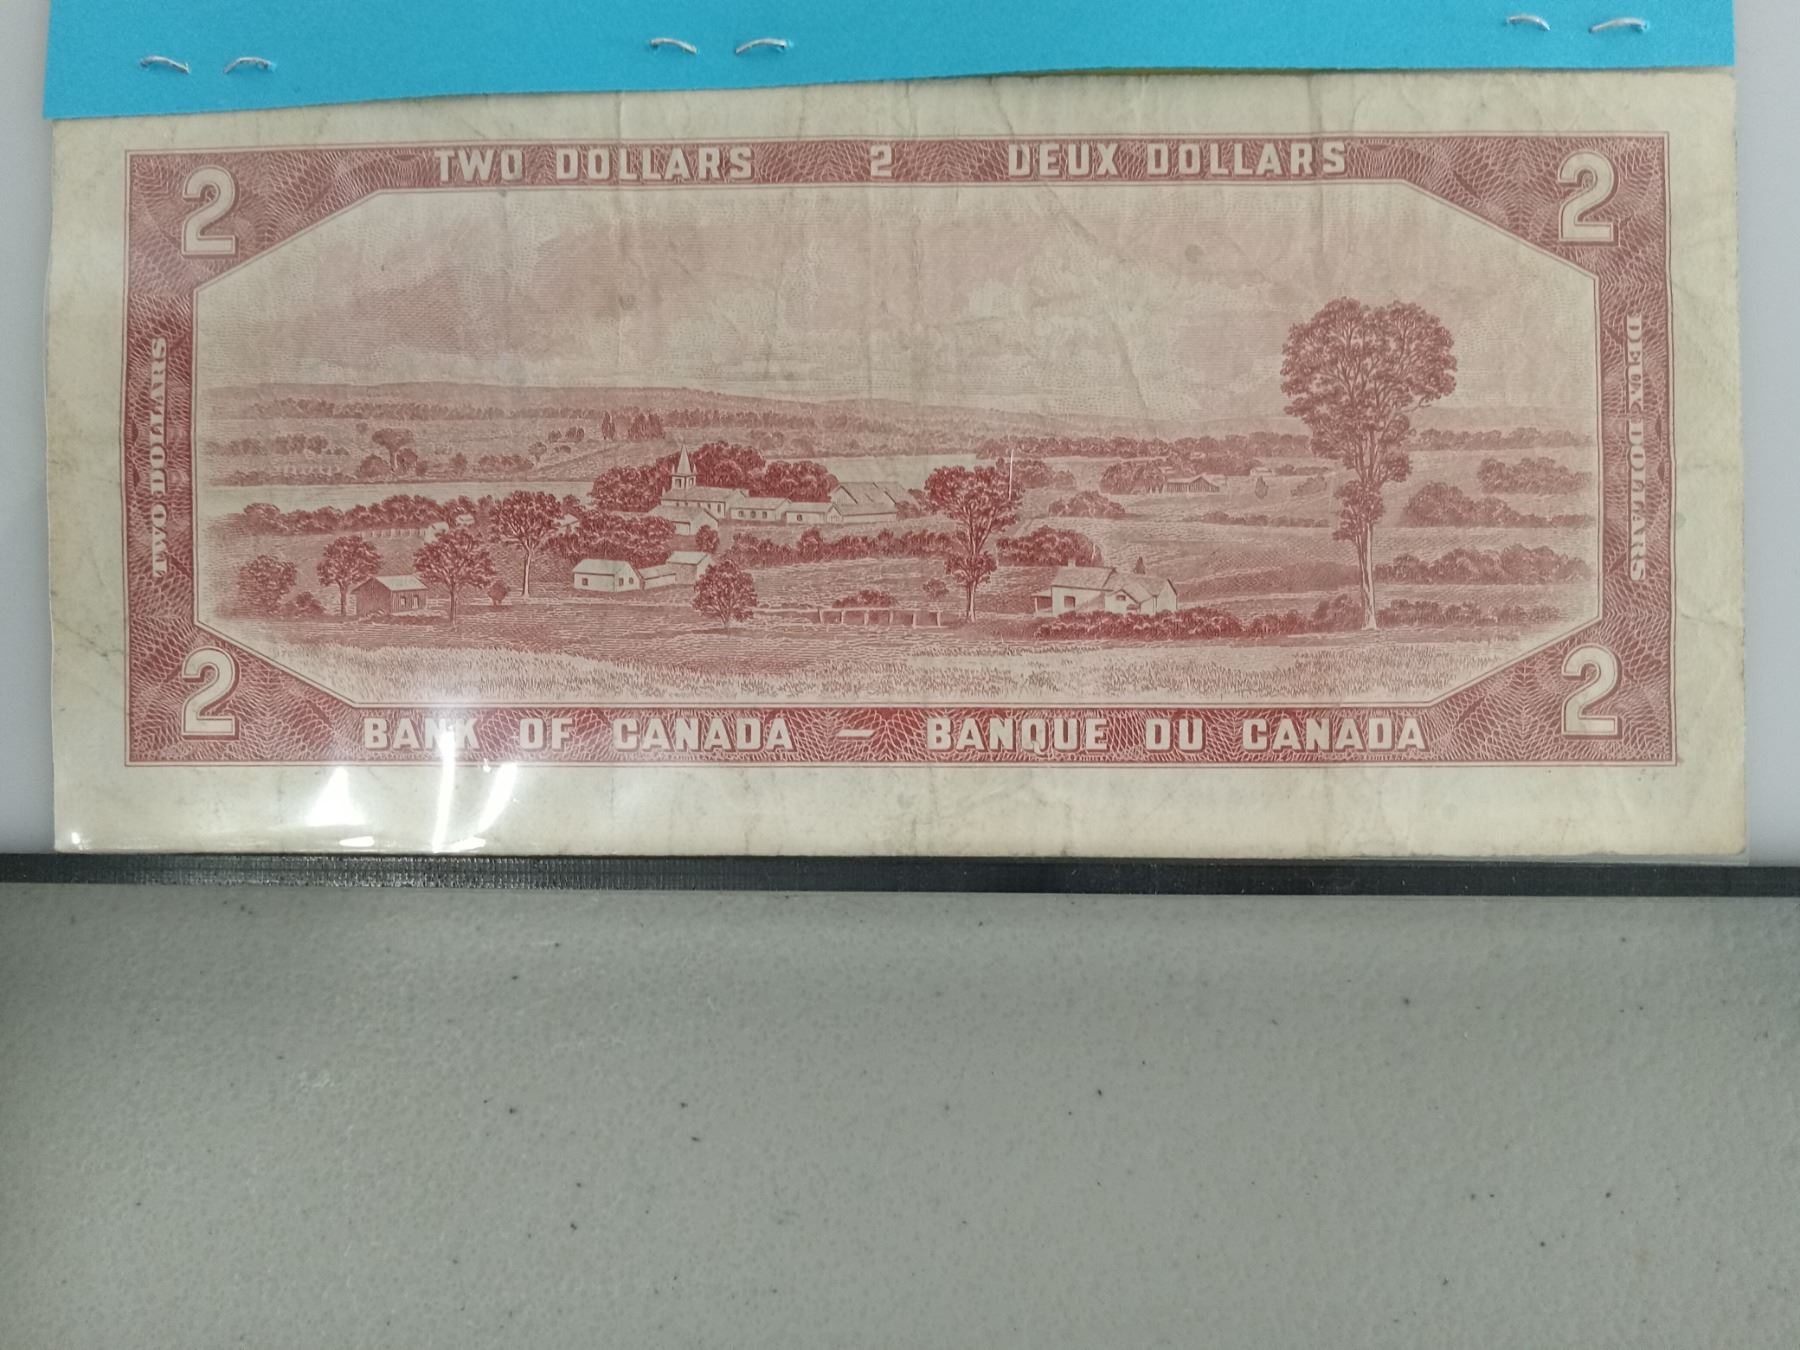 TWO DOLLARS 2 DEUX DOLLARS
2 2
TWO DOLLARS
DEUX DOLLARS
2 2
BANK OF CANADA — BANQUE DU CANADA